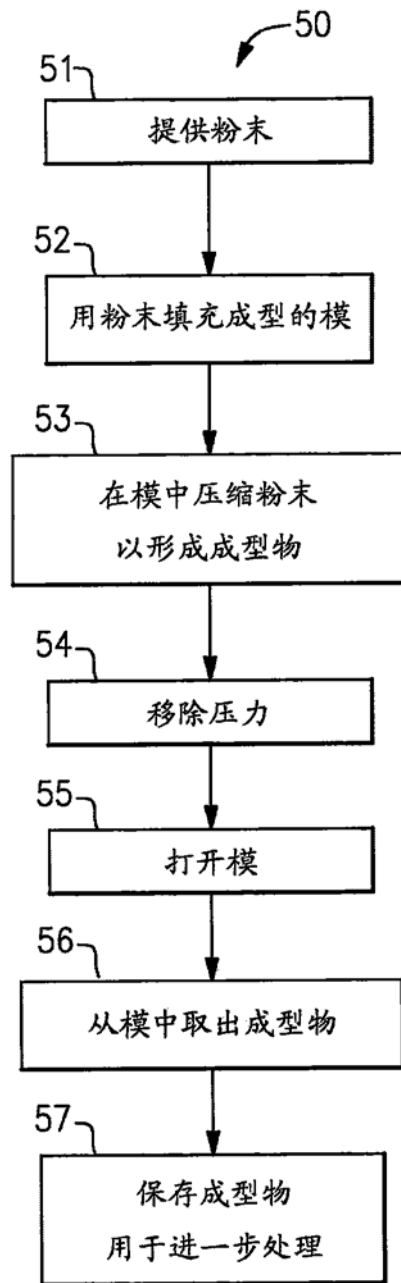 50
51
提供粉末
52
用粉末填充成型的模
53
在模中压缩粉末
以形成成型物
54
移除压力
55
打开模
56
从模中取出成型物
57
保存成型物
用于进一步处理